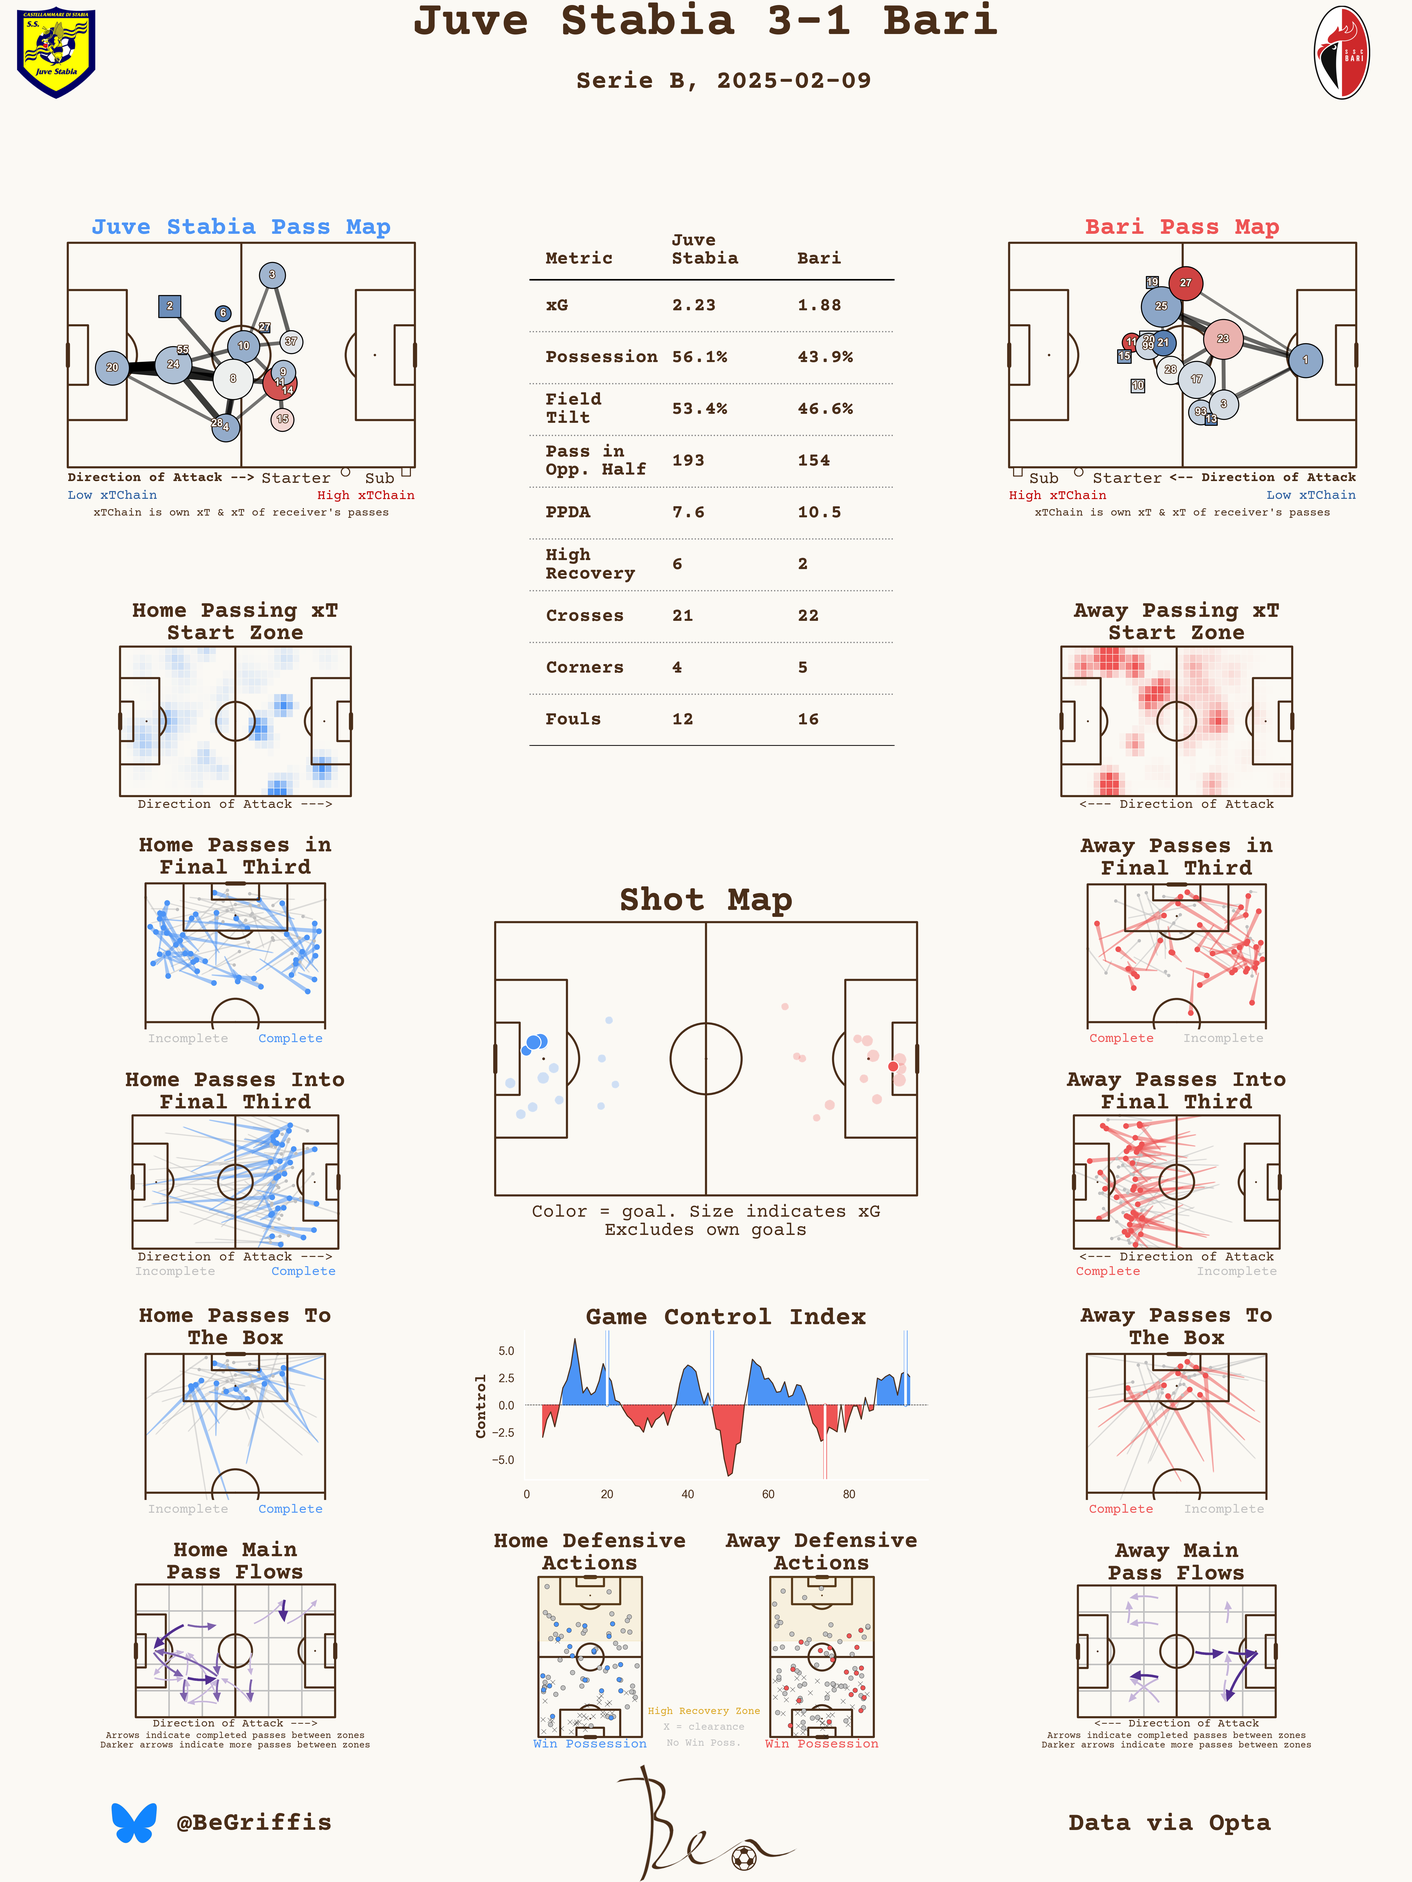 Juve Stabia 3-1 Bari
Serie B, 2025-02-09
CASTELLAMMARE DI STABIA
S.S.
Juve Stabia
SSC
BARI
Juve Stabia Pass Map
3
2
6
27
37
10
55
24
20
8
9
11
14
15
28
4
Direction of Attack --> Starter Sub
Low xTChain High xTChain
xTChain is own xT & xT of receiver's passes
Metric Juve Stabia Bari
xG 2.23 1.88
Possession 56.1% 43.9%
Field Tilt 53.4% 46.6%
Pass in Opp. Half 193 154
PPDA 7.6 10.5
High Recovery 6 2
Crosses 21 22
Corners 4 5
Fouls 12 16
Bari Pass Map
19
27
25
23
11
20
99
21
15
1
28
10
17
3
93
13
Sub Starter <-- Direction of Attack
High xTChain Low xTChain
xTChain is own xT & xT of receiver's passes
Home Passing xT
Start Zone
Direction of Attack --->
Away Passing xT
Start Zone
<--- Direction of Attack
Home Passes in
Final Third
Incomplete Complete
Away Passes in
Final Third
Complete Incomplete
Shot Map
Color = goal. Size indicates xG
Excludes own goals
Home Passes Into
Final Third
Direction of Attack --->
Incomplete Complete
Away Passes Into
Final Third
<--- Direction of Attack
Complete Incomplete
Home Passes To
The Box
Incomplete Complete
Game Control Index
Control
5.0
2.5
0.0
−2.5
−5.0
0 20 40 60 80
Away Passes To
The Box
Complete Incomplete
Home Main
Pass Flows
Direction of Attack --->
Arrows indicate completed passes between zones
Darker arrows indicate more passes between zones
Home Defensive
Actions
Win Possession
Away Defensive
Actions
Win Possession
High Recovery Zone
X = clearance
No Win Poss.
Away Main
Pass Flows
<--- Direction of Attack
Arrows indicate completed passes between zones
Darker arrows indicate more passes between zones
@BeGriffis
Ben
Data via Opta